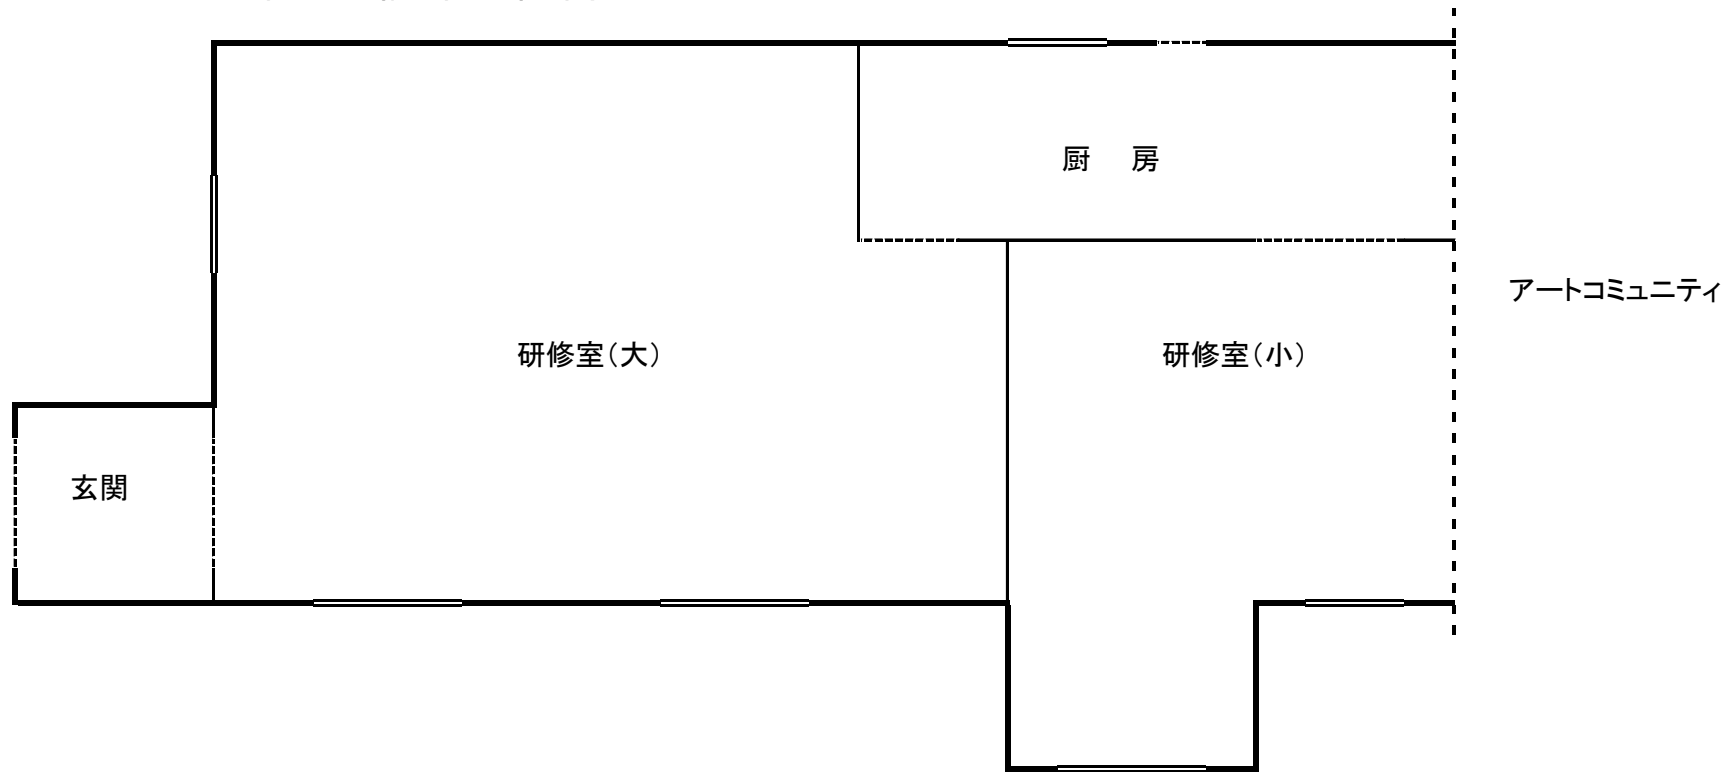 厨 房
アートコミュニティ
研修室(大)
研修室(小)
玄関